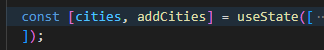 const [cities, addCities] = useState([ ⋯
]);